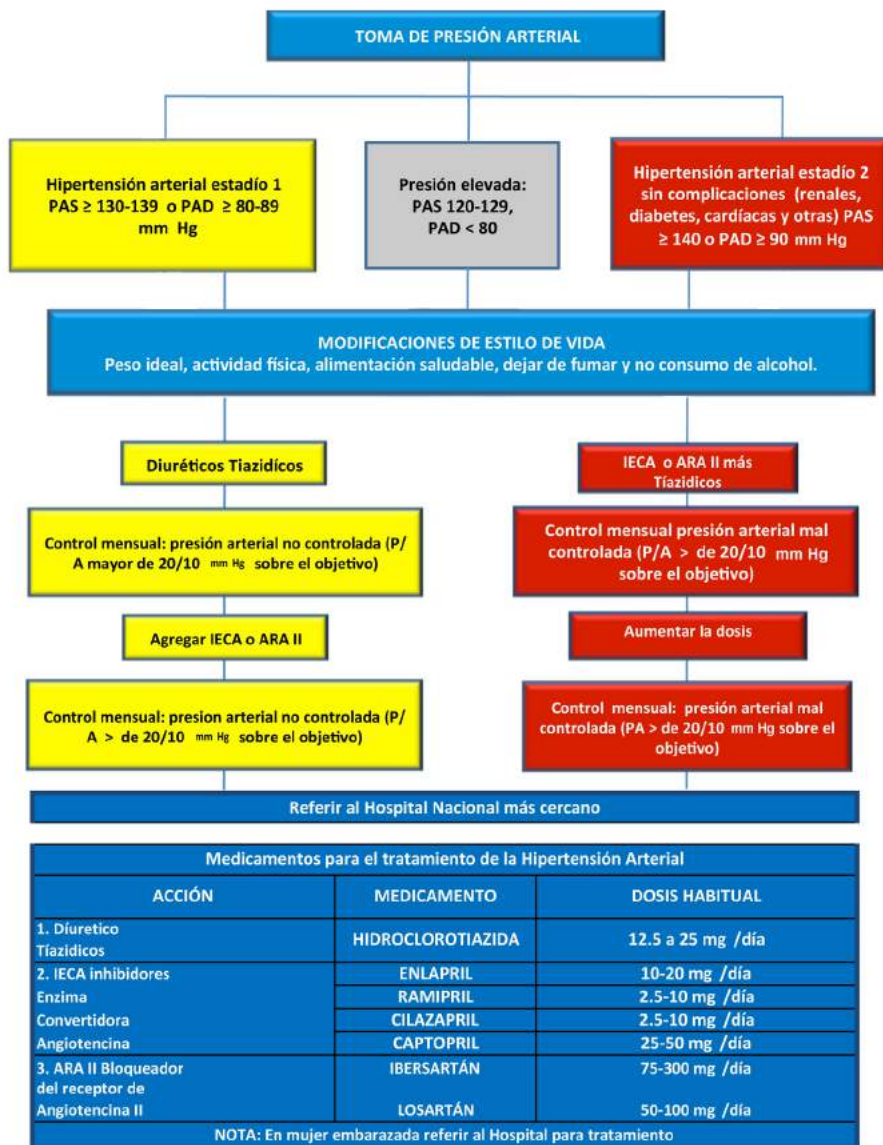 TOMA DE PRESIÓN ARTERIAL
Hipertensión arterial estadío 1
PAS ≥ 130-139 o PAD ≥ 80-89
mm Hg
Presión elevada:
PAS 120-129,
PAD < 80
Hipertensión arterial estadío 2
sin complicaciones (renales,
diabetes, cardíacas y otras) PAS
≥ 140 o PAD ≥ 90 mm Hg
MODIFICACIONES DE ESTILO DE VIDA
Peso ideal, actividad física, alimentación saludable, dejar de fumar y no consumo de alcohol.
Diuréticos Tiazidícos
Control mensual: presión arterial no controlada (P/
A mayor de 20/10 mm Hg sobre el objetivo)
Agregar IECA o ARA II
Control mensual: presion arterial no controlada (P/
A > de 20/10 mm Hg sobre el objetivo)
IECA o ARA II más
Tíazidicos
Control mensual presión arterial mal
controlada (P/A > de 20/10 mm Hg
sobre el objetivo)
Aumentar la dosis
Control mensual: presión arterial mal
controlada (PA > de 20/10 mm Hg sobre el
objetivo)
Referir al Hospital Nacional más cercano
Medicamentos para el tratamiento de la Hipertensión Arterial
ACCIÓN MEDICAMENTO DOSIS HABITUAL
1. Díuretico
Tíazidicos HIDROCLOROTIAZIDA 12.5 a 25 mg /día
2. IECA inhibidores ENLAPRIL 10-20 mg /día
Enzima RAMIPRIL 2.5-10 mg /día
Convertidora CILAZAPRIL 2.5-10 mg /día
Angiotencina CAPTOPRIL 25-50 mg /día
3. ARA II Bloqueador IBERSARTÁN 75-300 mg /día
del receptor de
Angiotencina II LOSARTÁN 50-100 mg /día
NOTA: En mujer embarazada referir al Hospital para tratamiento